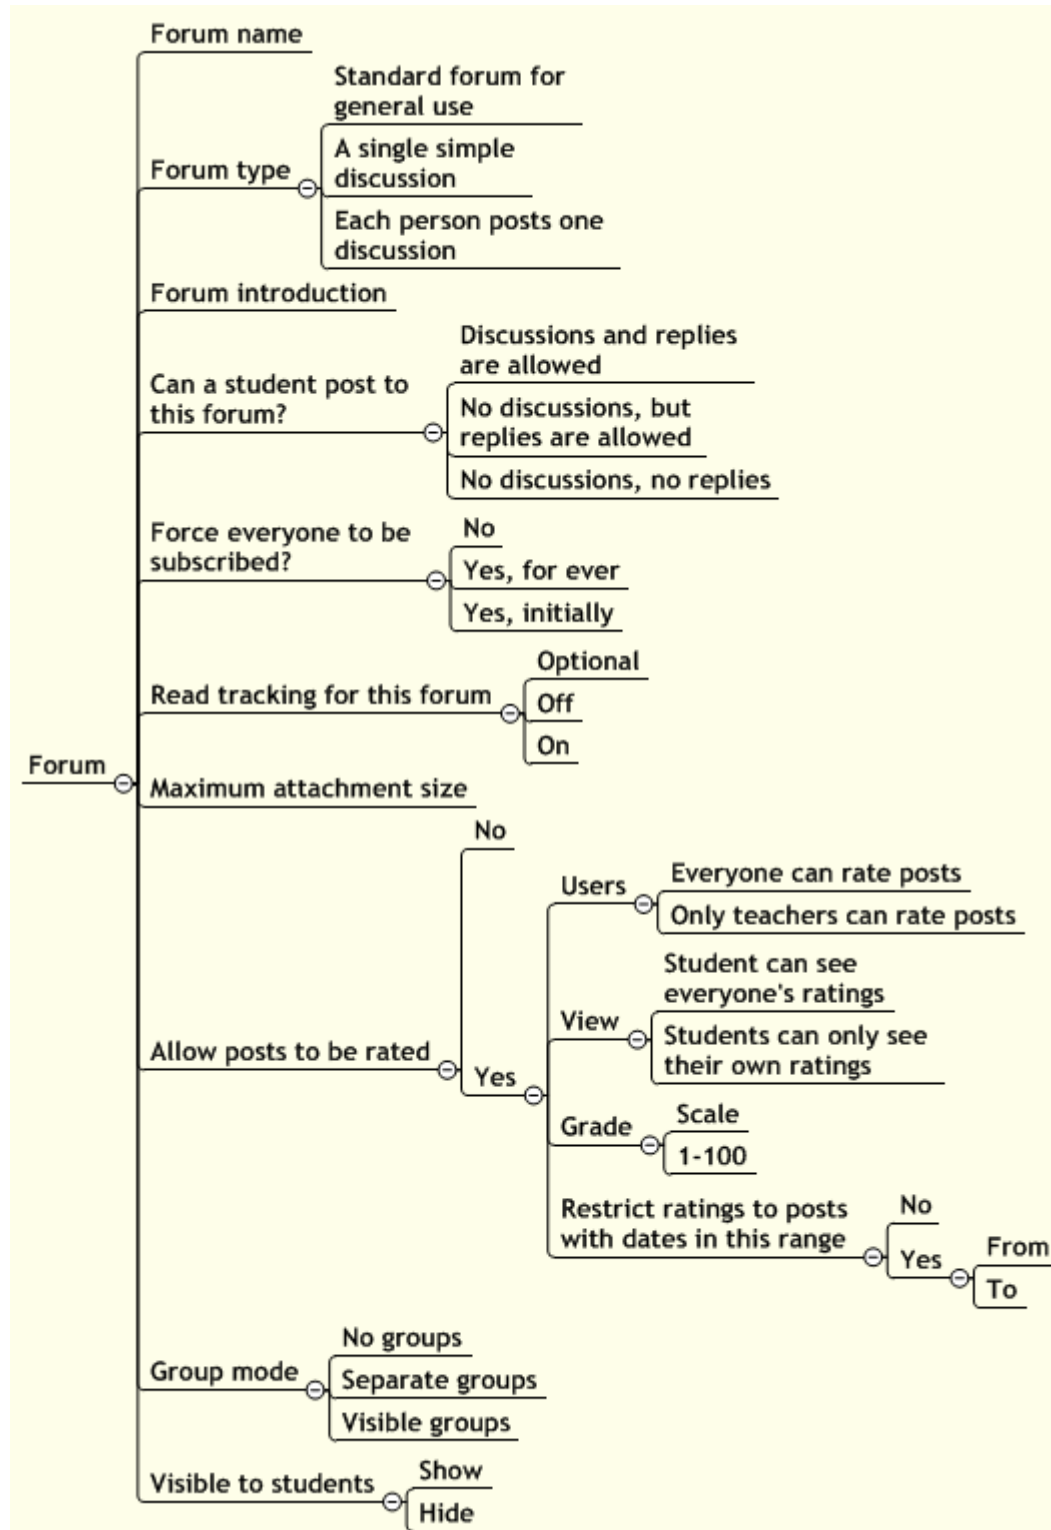 Forum name
Standard forum for
general use
Forum type
A single simple
discussion
Each person posts one
discussion
Forum introduction
Discussions and replies
are allowed
Can a student post to
this forum?
No discussions, but
replies are allowed
No discussions, no replies
Force everyone to be
subscribed?
No
Yes, for ever
Yes, initially
Read tracking for this forum
Optional
Off
On
Forum
Maximum attachment size
Allow posts to be rated
No
Yes
Users
Everyone can rate posts
Only teachers can rate posts
View
Student can see
everyone's ratings
Students can only see
their own ratings
Grade
Scale
1-100
Restrict ratings to posts
with dates in this range
No
Yes
From
To
Group mode
No groups
Separate groups
Visible groups
Visible to students
Show
Hide